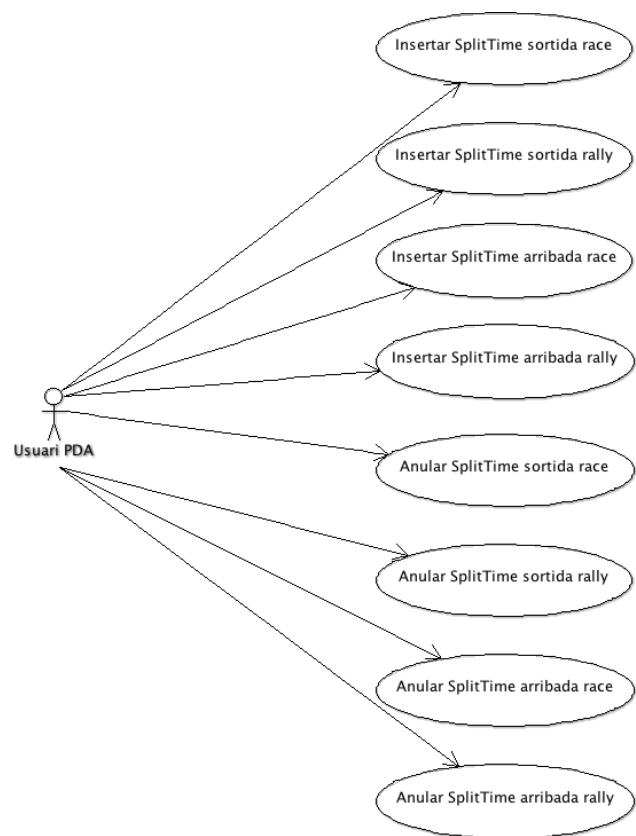 Insertar SplitTime sortida race
Insertar SplitTime sortida rally
Insertar SplitTime arribada race
Insertar SplitTime arribada rally
Usuari PDA
Anular SplitTime sortida race
Anular SplitTime sortida rally
Anular SplitTime arribada race
Anular SplitTime arribada rally